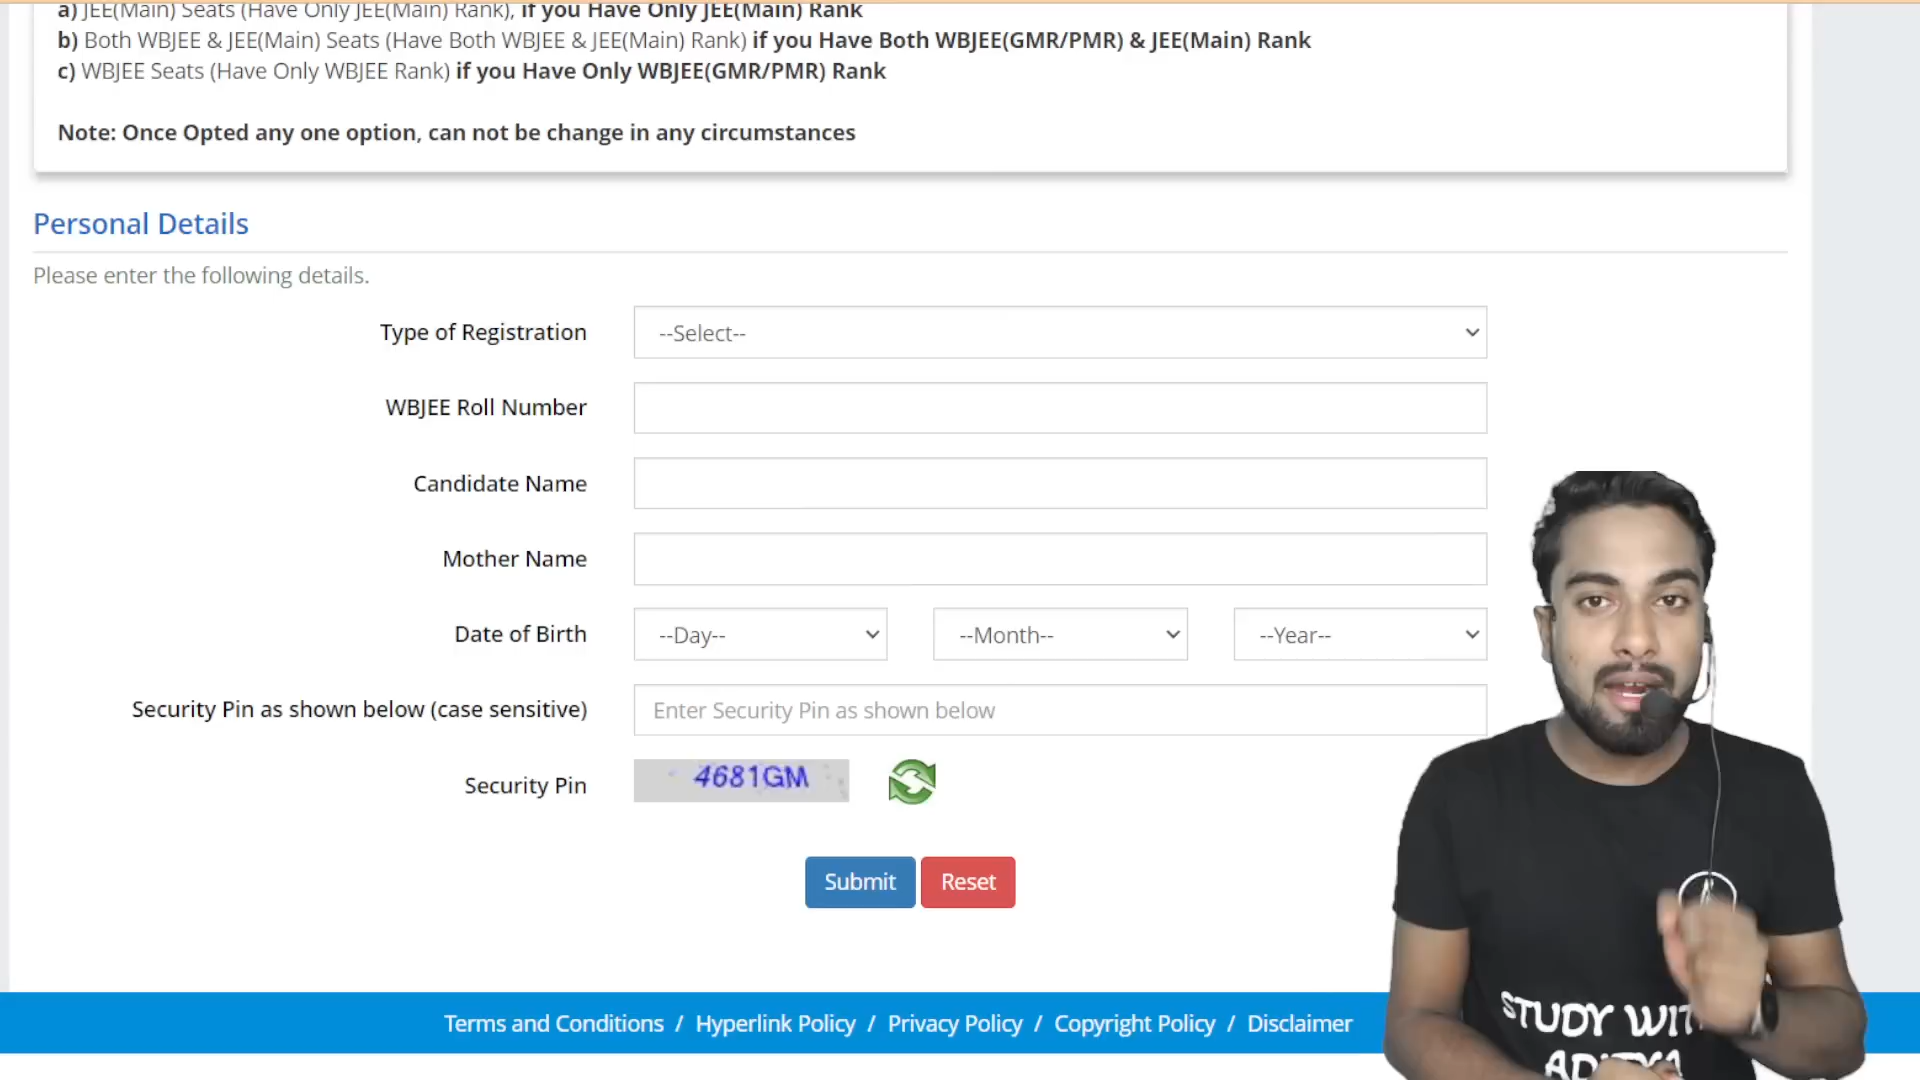 a) JEE(Main) Seats (Have Only JEE(Main) Rank), if you Have Only JEE(Main) Rank
b) Both WBJEE & JEE(Main) Seats (Have Both WBJEE & JEE(Main) Rank) if you Have Both WBJEE(GMR/PMR) & JEE(Main) Rank
c) WBJEE Seats (Have Only WBJEE Rank) if you Have Only WBJEE(GMR/PMR) Rank
Note: Once Opted any one option, can not be change in any circumstances
Personal Details
Please enter the following details.
Type of Registration --Select--
WBJEE Roll Number
Candidate Name
Mother Name
Date of Birth --Day-- --Month-- --Year--
Security Pin as shown below (case sensitive) Enter Security Pin as shown below
Security Pin 4681GM
Submit Reset
Terms and Conditions / Hyperlink Policy / Privacy Policy / Copyright Policy / Disclaimer
STUDY